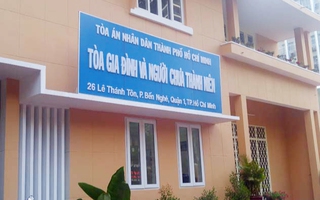 TÒA ÁN NHÂN DÂN THÀNH PHỐ HỒ CHÍ MINH
TÒA GIA ĐÌNH VÀ NGƯỜI CHƯA THÀNH NIÊN
26 Lê Thánh Tôn, P. Bến Nghé, Quận 1, TP. Hồ Chí Minh